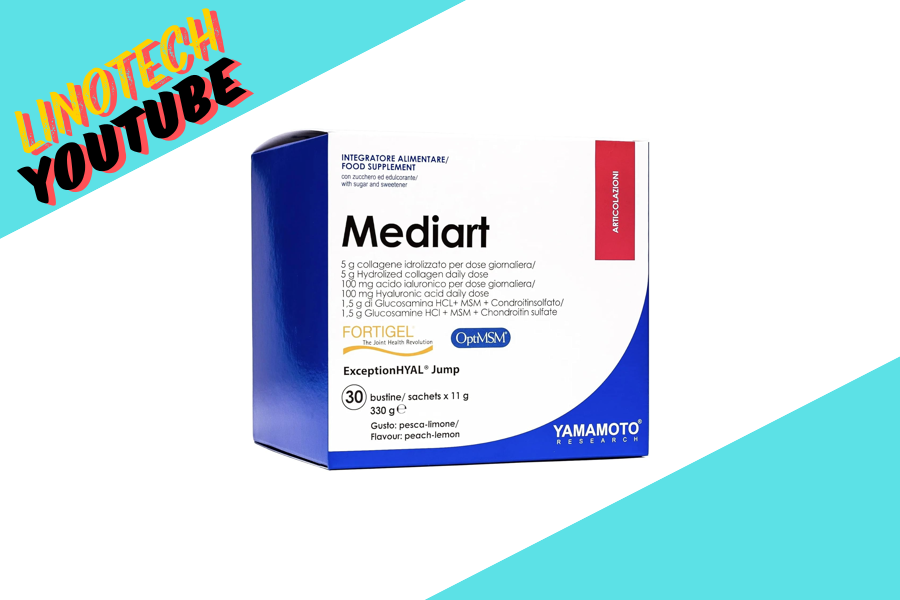 LINOTECH
YOUTUBE
INTEGRATORE ALIMENTARE/
FOOD SUPPLEMENT
con zucchero ed edulcorante/
with sugar and sweetener
ARTICOLAZIONI
Mediart
5 g collagene idrolizzato per dose giornaliera/
5 g Hydrolized collagen daily dose
100 mg acido ialuronico per dose giornaliera/
100 mg Hyaluronic acid daily dose
1,5 g di Glucosamina HCL+ MSM + Condroitinsolfato/
1,5 g Glucosamine HCl + MSM + Chondroitin sulfate
FORTIGEL®
The Joint Health Revolution
OptiMSM®
ExceptionHYAL® Jump
30 bustine/ sachets x 11 g
330 g ℮
Gusto: pesca-limone/
Flavour: peach-lemon
YAMAMOTO®
RESEARCH